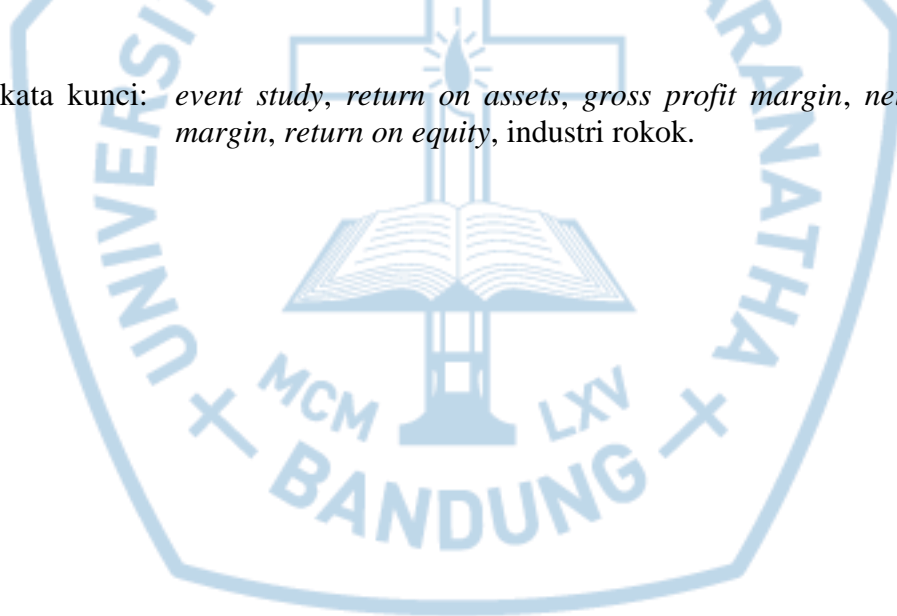 kata kunci: event study, return on assets, gross profit margin,
margin, return on equity, industri rokok.
MCM LXV
BANDUNG